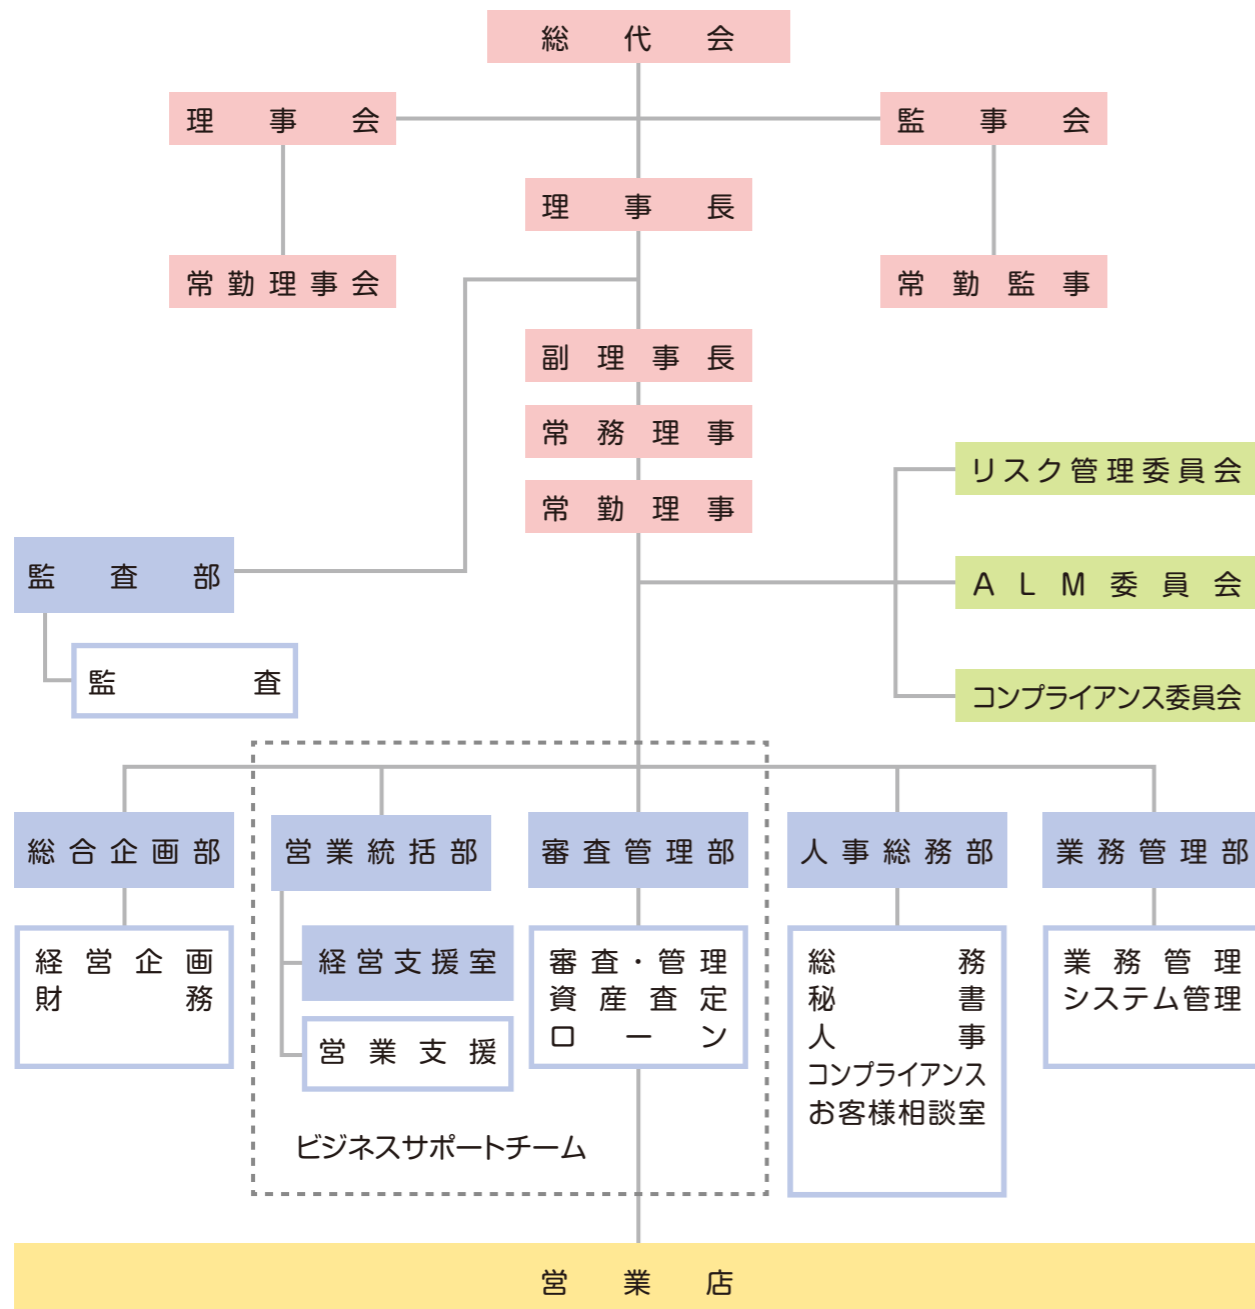 総代会
理事会
監事会
理事長
常勤理事会
常勤監事
副理事長
常務理事
常勤理事
リスク管理委員会
ALM委員会
コンプライアンス委員会
監査部
監査
総合企画部
経営企画
財務
営業統括部
経営支援室
営業支援
審査管理部
審査・管理
資産査定
ローン
ビジネスサポートチーム
人事総務部
総務
秘書
人事
コンプライアンス
お客様相談室
業務管理部
業務管理
システム管理
営業店